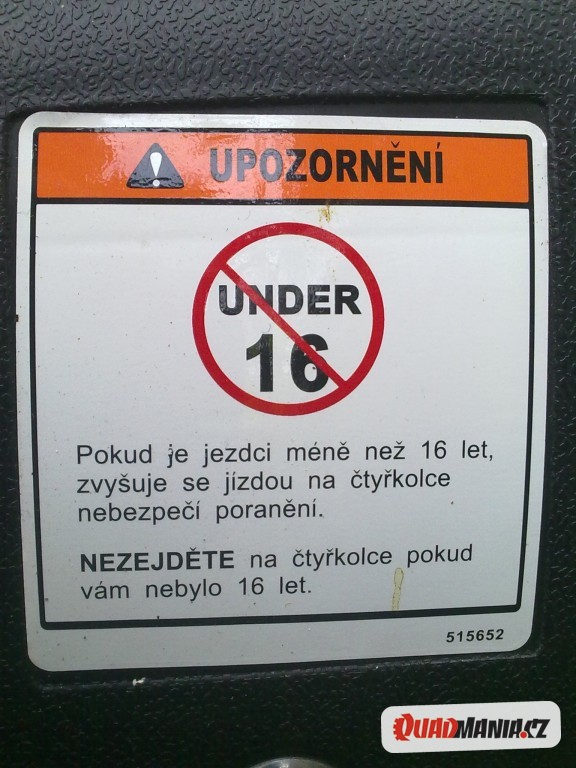 UPOZORNĚNÍ
UNDER
16
Pokud je jezdci méně než 16 let,
zvyšuje se jízdou na čtyřkolce
nebezpečí poranění.
NEZEJDĚTE na čtyřkolce pokud
vám nebylo 16 let.
515652
QUADMANIA.CZ